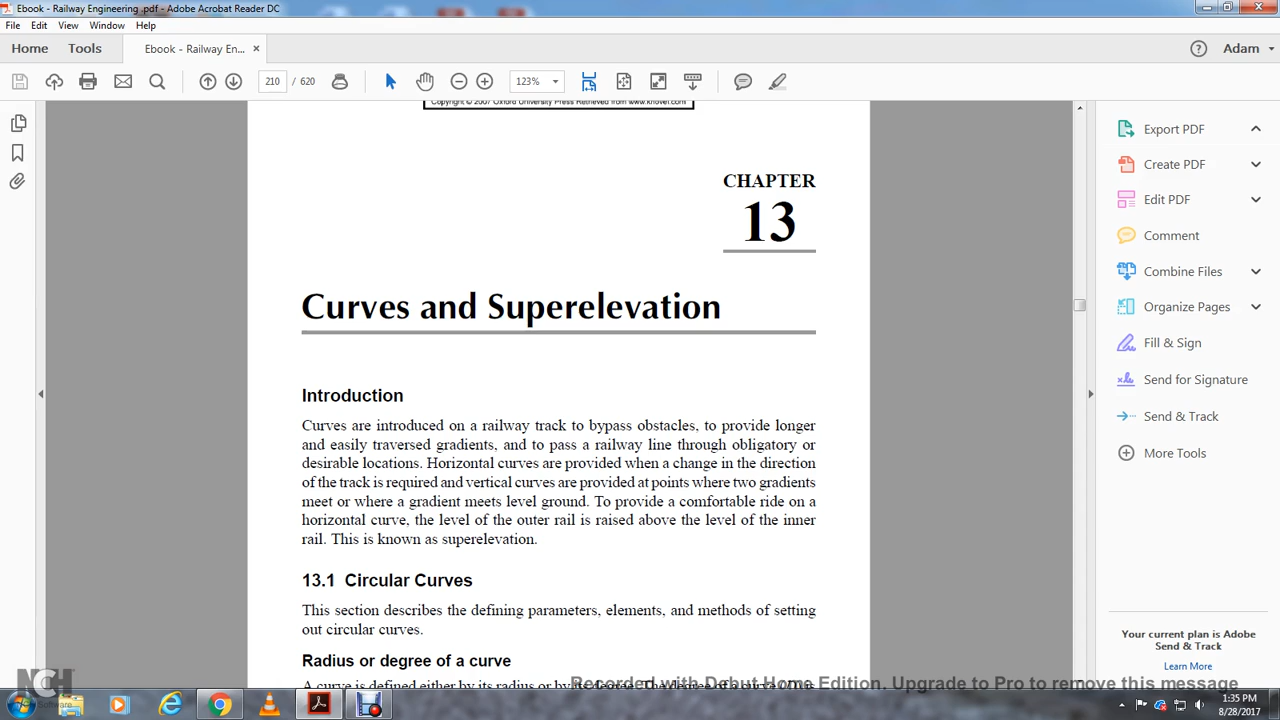 Ebook - Railway Engineering .pdf - Adobe Acrobat Reader DC
File Edit View Window Help
Home Tools Ebook - Railway En... × Adam
210 / 620 123%
Copyright © 2007 Oxford University Press Retrieved from www.knovel.com
CHAPTER
13
Curves and Superelevation
Introduction
Curves are introduced on a railway track to bypass obstacles, to provide longer
and easily traversed gradients, and to pass a railway line through obligatory or
desirable locations. Horizontal curves are provided when a change in the direction
of the track is required and vertical curves are provided at points where two gradients
meet or where a gradient meets level ground. To provide a comfortable ride on a
horizontal curve, the level of the outer rail is raised above the level of the inner
rail. This is known as superelevation.
13.1 Circular Curves
This section describes the defining parameters, elements, and methods of setting
out circular curves.
Radius or degree of a curve
A curve is defined either by its radius or by its
Export PDF
Create PDF
Edit PDF
Comment
Combine Files
Organize Pages
Fill & Sign
Send for Signature
Send & Track
More Tools
Your current plan is Adobe
Send & Track
Learn More
NCH
Software
Recorded with Debut Home Edition. Upgrade to Pro to remove this message
1:35 PM
8/28/2017